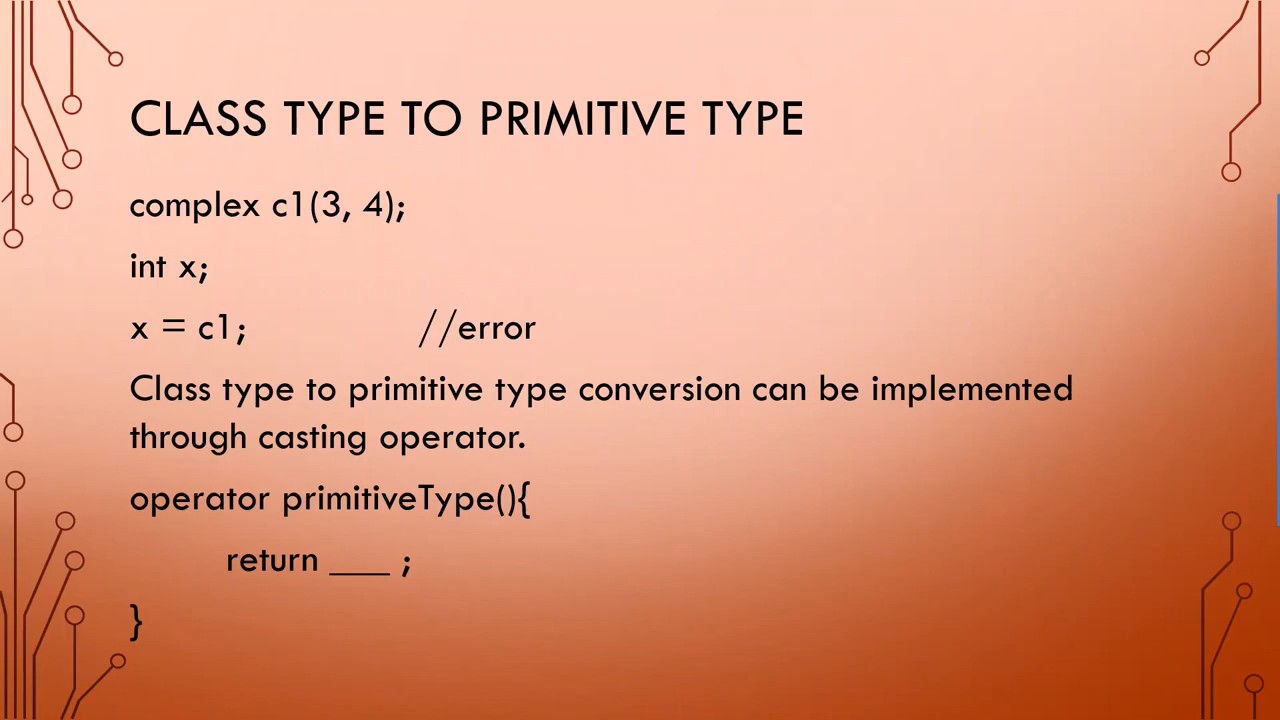 CLASS TYPE TO PRIMITIVE TYPE
complex c1(3, 4);
int x;
x = c1; //error
Class type to primitive type conversion can be implemented
through casting operator.
operator primitiveType(){
return ___ ;
}